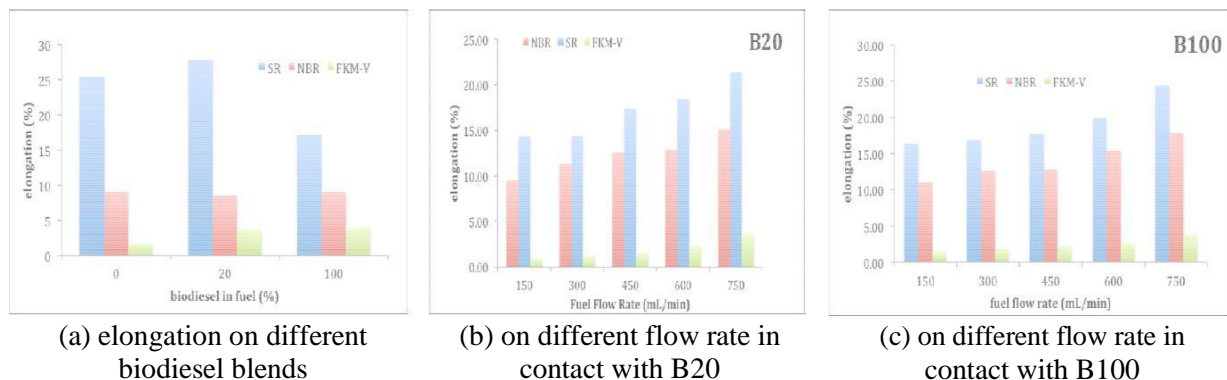 30
25
20
15
10
5
0
elongation (%)
SR NBR FKM-V
0 20 100
biodiesel in fuel (%)
(a) elongation on different
biodiesel blends
B20
25.00
20.00
15.00
10.00
5.00
0.00
elongation (%)
NBR SR FKM-V
150 300 450 600 750
Fuel Flow Rate (mL/min)
(b) on different flow rate in
contact with B20
B100
30.00
25.00
20.00
15.00
10.00
5.00
0.00
elongation (%)
SR NBR FKM-V
150 300 450 600 750
fuel flow rate (mL/min)
(c) on different flow rate in
contact with B100